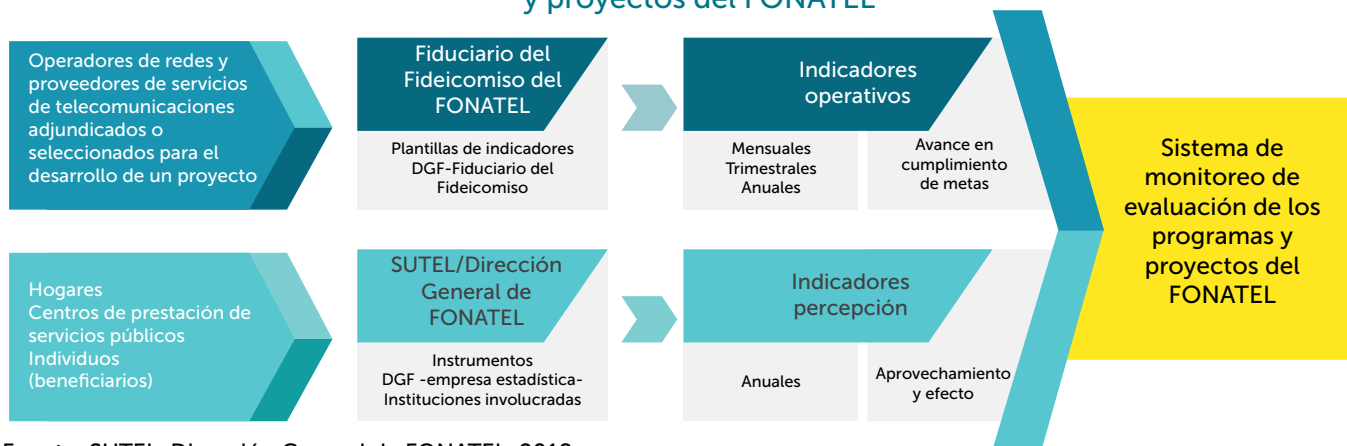 y proyectos del FONATEL
Operadores de redes y
proveedores de servicios
de telecomunicaciones
adjundicados o
seleccionados para el
desarrollo de un proyecto
Fiduciario del
Fideicomiso del
FONATEL
Plantillas de indicadores
DGF-Fiduciario del
Fideicomiso
Indicadores
operativos
Mensuales
Trimestrales
Anuales
Avance en
cumplimiento
de metas
Hogares
Centros de prestación de
servicios públicos
Individuos
(beneficiarios)
SUTEL/Dirección
General de
FONATEL
Instrumentos
DGF -empresa estadística-
Instituciones involucradas
Indicadores
percepción
Anuales
Aprovechamiento
y efecto
Sistema de
monitoreo de
evaluación de los
programas y
proyectos del
FONATEL